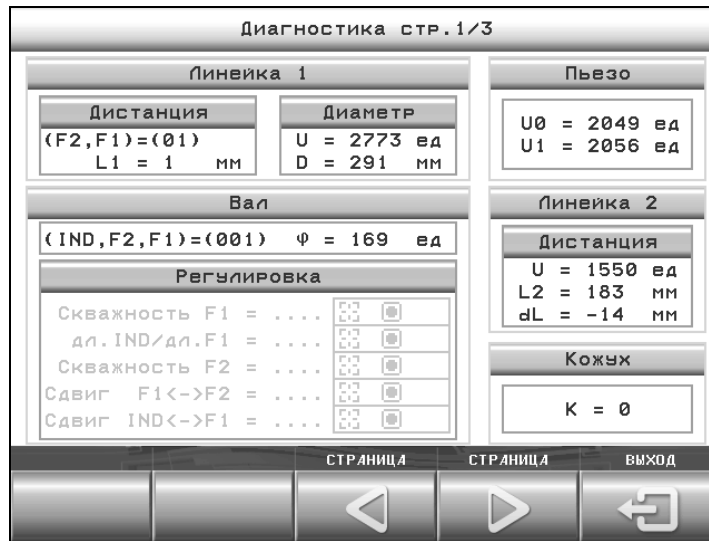 Диагностика стр.1/3
Линейка 1
Дистанция
(F2,F1)=(01)
L1 = 1 мм
Диаметр
U = 2773 ед
D = 291 мм
Пьезо
U0 = 2049 ед
U1 = 2056 ед
Вал
(IND,F2,F1)=(001) φ = 169 ед
Регулировка
Скважность F1 = ....
дл.IND/дл.F1 = ....
Скважность F2 = ....
Сдвиг F1<->F2 = ....
Сдвиг IND<->F1 = ....
Линейка 2
Дистанция
U = 1550 ед
L2 = 183 мм
dL = -14 мм
Кожух
K = 0
СТРАНИЦА
СТРАНИЦА
ВЫХОД